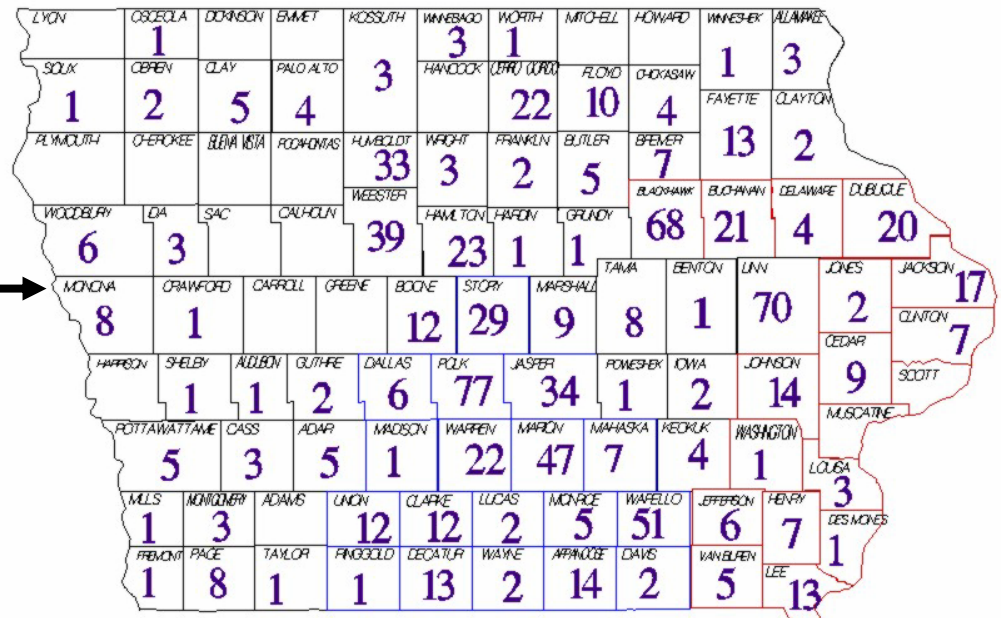 LYON OSCEOLA DICKINSON EMMET KOSSUTH WINNEBAGO WORTH MITCHELL HOWARD WINNESHEK ALLAMAKEE
1 3 3 1 1 3
SIOUX OBRIEN CLAY PALO ALTO HANCOCK CERRO GORDO FLOYD CHICKASAW
1 2 5 4 22 10 4
FAYETTE CLAYTON
13 2
PLYMOUTH CHEROKEE BUENA VISTA POCAHONTAS HUMBOLDT WRIGHT FRANKLIN BUTLER BREMER
33 3 2 5 7
WEBSTER BLACKHAWK BUCHANAN DELAWARE DUBUQUE
39 68 21 4 20
WOODBURY IDA SAC CALHOUN HAMILTON HARDIN GRUNDY
6 3 23 1 1
TAMA BENTON LINN JONES JACKSON
8 1 70 2 17
MONONA CRAWFORD CARROLL GREENE BOONE STORY MARSHALL
8 1 12 29 9
CLINTON
7
CEDAR
9
HARRISON SHELBY AUDUBON GUTHRIE DALLAS POLK JASPER POWESHIEK IOWA JOHNSON SCOTT
1 1 2 6 77 34 1 2 14
MUSCATINE
POTTAWATTAME CASS ADAIR MADISON WARREN MARION MAHASKA KEOKUK WASHINGTON
5 3 5 1 22 47 7 4 1
LOUISA
3
MILLS MONTGOMERY ADAMS UNION CLARKE LUCAS MONROE WAPELLO JEFFERSON HENRY
1 3 12 12 2 5 51 6 7
DES MOINES
1
FREMONT PAGE TAYLOR RINGGOLD DECATUR WAYNE APPANOOSE DAVIS VAN BUREN LEE
1 8 1 1 13 2 14 2 5 13